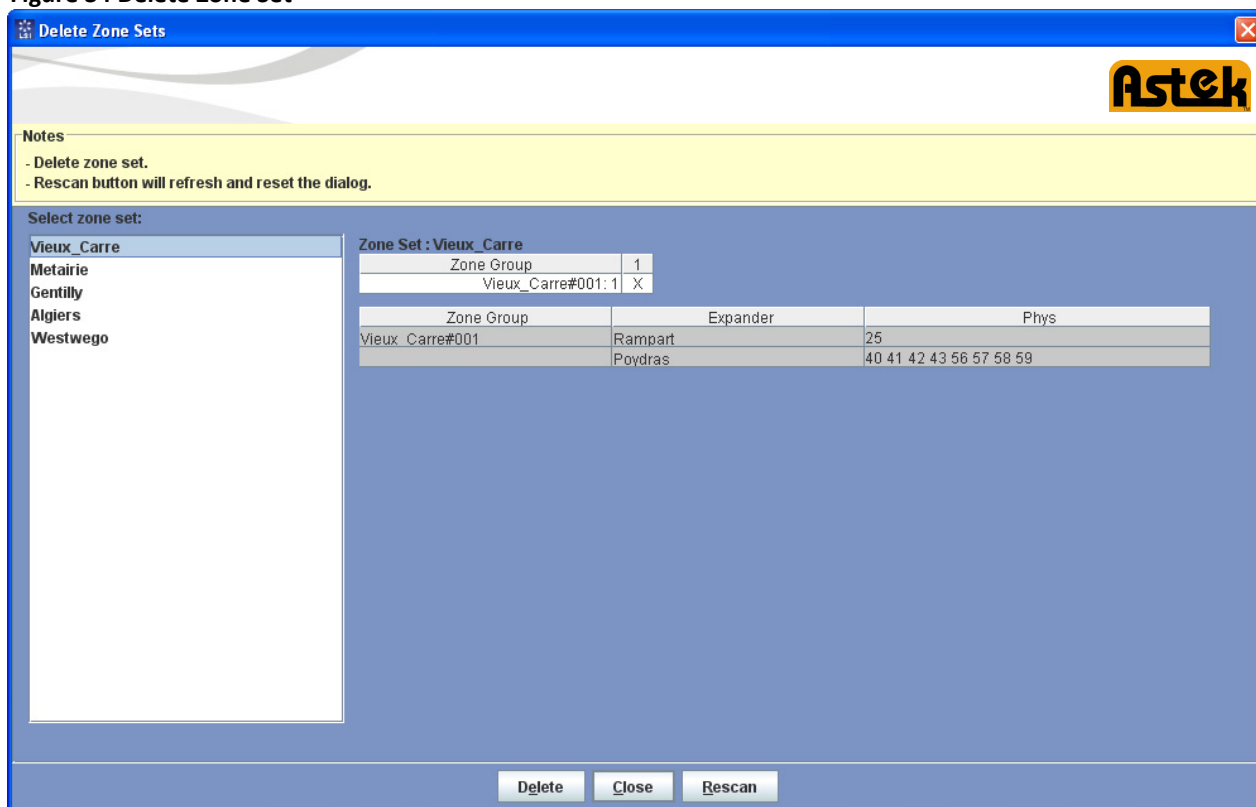 Delete Zone Sets
LSI
Astek
Notes
- Delete zone set.
- Rescan button will refresh and reset the dialog.
Select zone set:
Vieux_Carre
Metairie
Gentilly
Algiers
Westwego
Zone Set : Vieux_Carre
Zone Group 1
Vieux_Carre#001: 1 X
Zone Group Expander Phys
Vieux_Carre#001 Rampart 25
Poydras 40 41 42 43 56 57 58 59
Delete Close Rescan